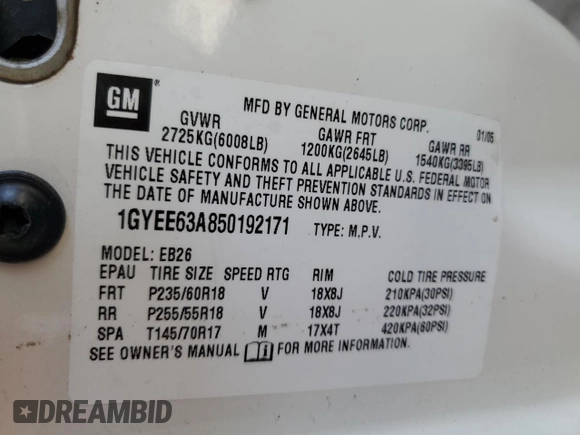 GM
MFD BY GENERAL MOTORS CORP. 01/05
GVWR GAWR FRT GAWR RR
2725KG(6008LB) 1200KG(2645LB) 1540KG(3395LB)
THIS VEHICLE CONFORMS TO ALL APPLICABLE U.S. FEDERAL MOTOR
VEHICLE SAFETY AND THEFT PREVENTION STANDARDS IN EFFECT ON
THE DATE OF MANUFACTURE SHOWN ABOVE.
1GYEE63A850192171 TYPE: M.P.V.
MODEL: EB26
EPAU TIRE SIZE SPEED RTG RIM COLD TIRE PRESSURE
FRT P235/60R18 V 18X8J 210KPA(30PSI)
RR P255/55R18 V 18X8J 220KPA(32PSI)
SPA T145/70R17 M 17X4T 420KPA(60PSI)
SEE OWNER'S MANUAL FOR MORE INFORMATION.
DREAMBID